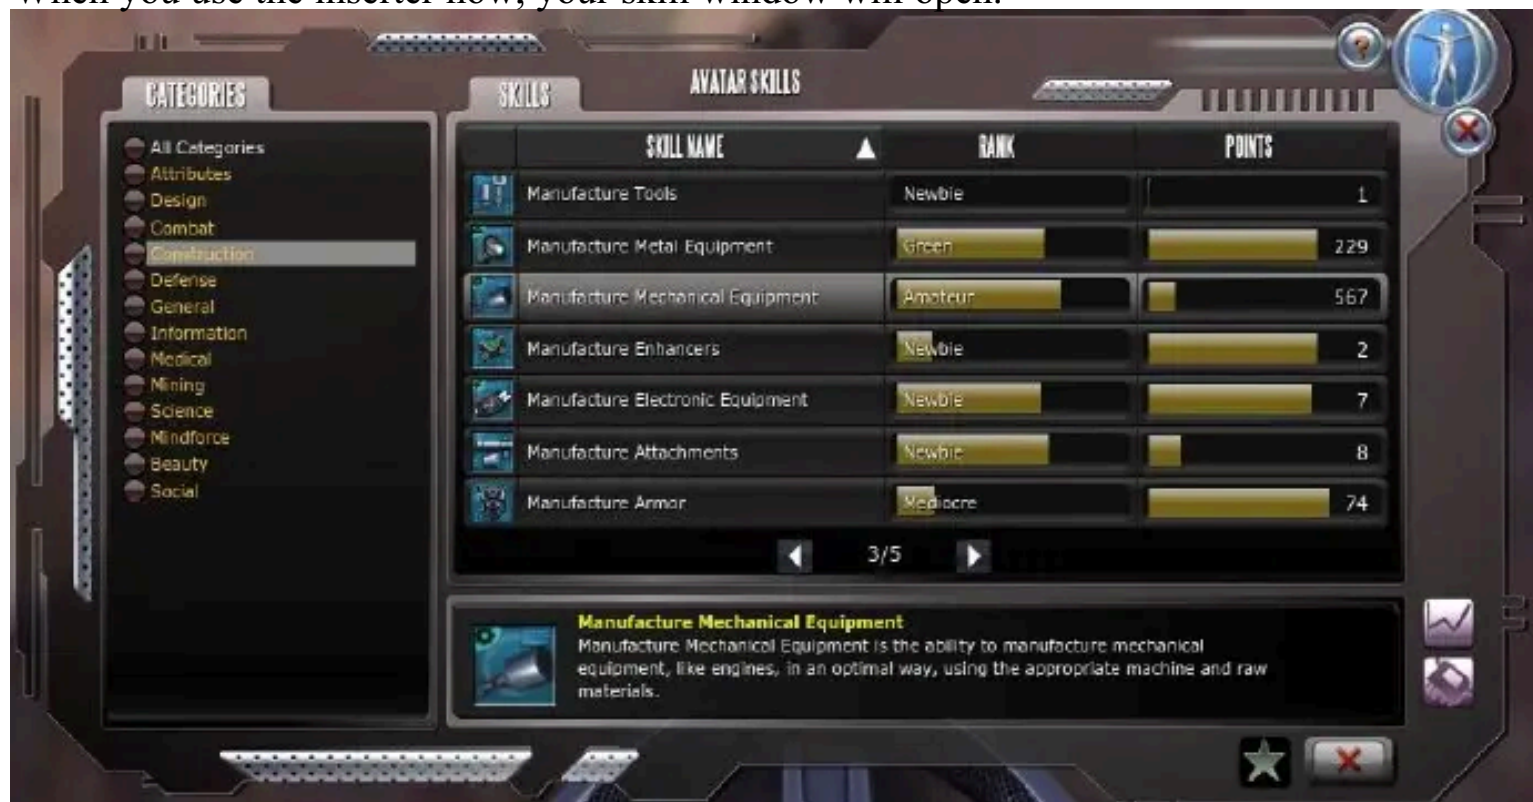 When you use the inserter now, your skill window will open:
AVATAR SKILLS
CATEGORIES
All Categories
Attributes
Design
Combat
Construction
Defense
General
Information
Medical
Mining
Science
Mindforce
Beauty
Social
SKILLS
SKILL NAME RANK POINTS
Manufacture Tools Newbie 1
Manufacture Metal Equipment Green 229
Manufacture Mechanical Equipment Amateur 567
Manufacture Enhancers Newbie 2
Manufacture Electronic Equipment Newbie 7
Manufacture Attachments Newbie 8
Manufacture Armor Mediocre 74
3/5
Manufacture Mechanical Equipment
Manufacture Mechanical Equipment is the ability to manufacture mechanical
equipment, like engines, in an optimal way, using the appropriate machine and raw
materials.